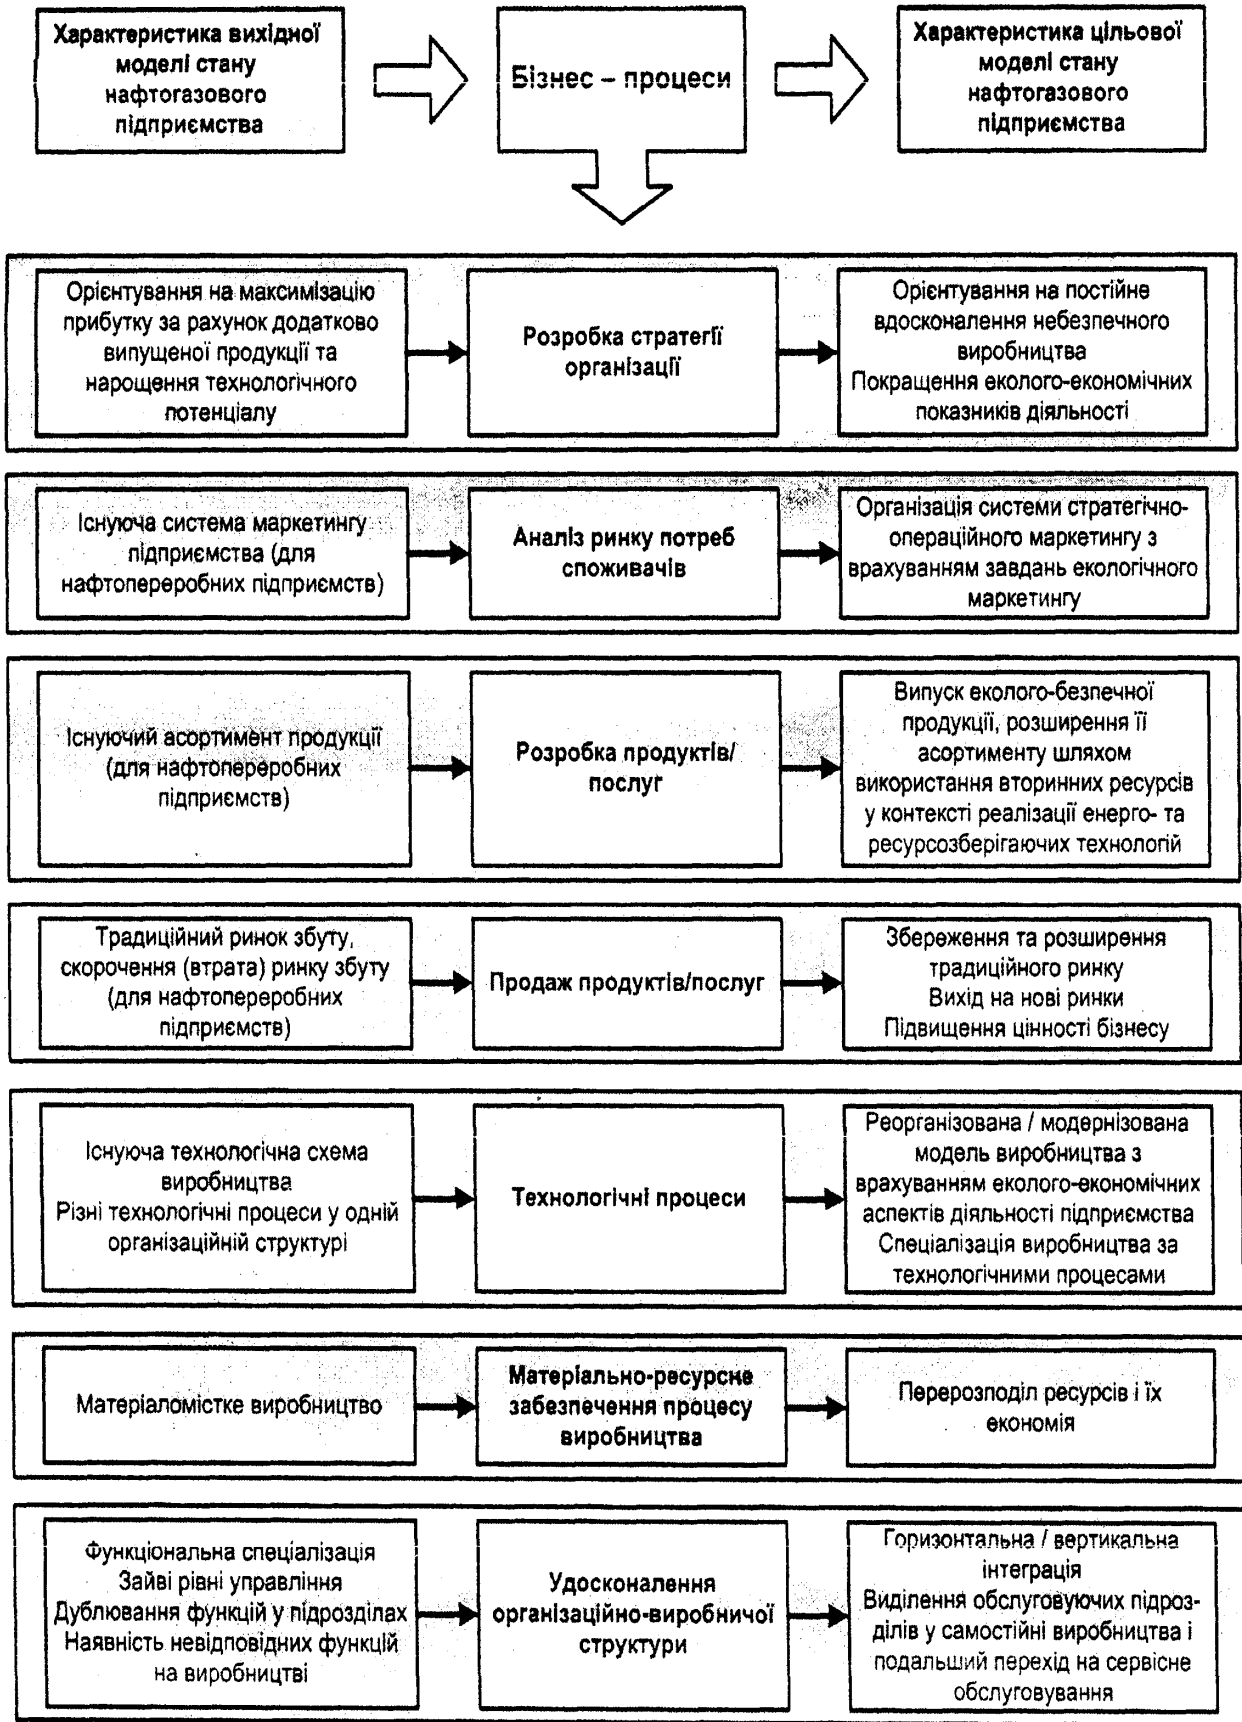 Характеристика вихідної
моделі стану
нафтогазового
підприємства
Бізнес – процеси
Характеристика цільової
моделі стану
нафтогазового
підприємства
Орієнтування на максимізацію
прибутку за рахунок додатково
випущеної продукції та
нарощення технологічного
потенціалу
Розробка стратегії
організації
Орієнтування на постійне
вдосконалення небезпечного
виробництва
Покращення еколого-економічних
показників діяльності
Існуюча система маркетингу
підприємства (для
нафтопереробних підприємств)
Аналіз ринку потреб
споживачів
Організація системи стратегічно-
операційного маркетингу з
врахуванням завдань екологічного
маркетингу
Існуючий асортимент продукції
(для нафтопереробних
підприємств)
Розробка продуктів/
послуг
Випуск еколого-безпечної
продукції, розширення її
асортименту шляхом
використання вторинних ресурсів
у контексті реалізації енерго- та
ресурсозберігаючих технологій
Традиційний ринок збуту,
скорочення (втрата) ринку збуту
(для нафтопереробних
підприємств)
Продаж продуктів/послуг
Збереження та розширення
традиційного ринку
Вихід на нові ринки
Підвищення цінності бізнесу
Існуюча технологічна схема
виробництва
Різні технологічні процеси у одній
організаційній структурі
Технологічні процеси
Реорганізована / модернізована
модель виробництва з
врахуванням еколого-економічних
аспектів діяльності підприємства
Спеціалізація виробництва за
технологічними процесами
Матеріаломістке виробництво
Матеріально-ресурсне
забезпечення процесу
виробництва
Перерозподіл ресурсів і їх
економія
Функціональна спеціалізація
Зайві рівні управління
Дублювання функцій у підрозділах
Наявність невідповідних функцій
на виробництві
Удосконалення
організаційно-виробничої
структури
Горизонтальна / вертикальна
інтеграція
Виділення обслуговуючих підроз-
ділів у самостійні виробництва і
подальший перехід на сервісне
обслуговування